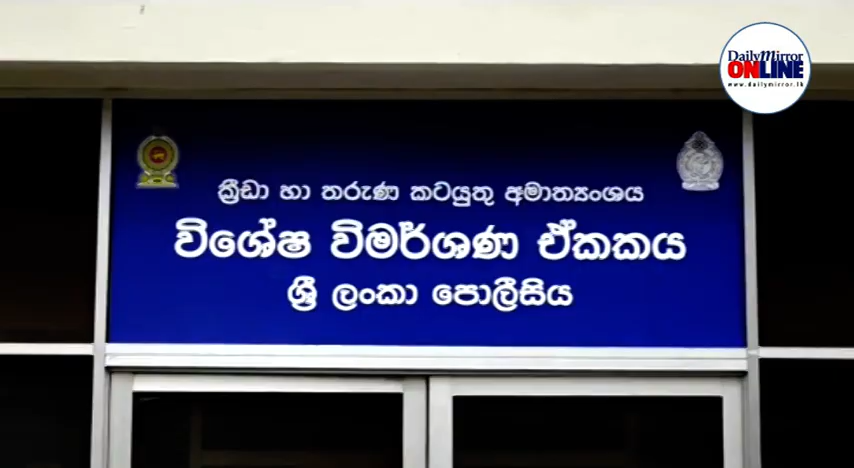 Daily Mirror
ONLINE
www.dailymirror.lk
ක්‍රීඩා හා තරුණ කටයුතු අමාත්‍යංශය
විශේෂ විමර්ශණ ඒකකය
ශ්‍රී ලංකා පොලීසිය